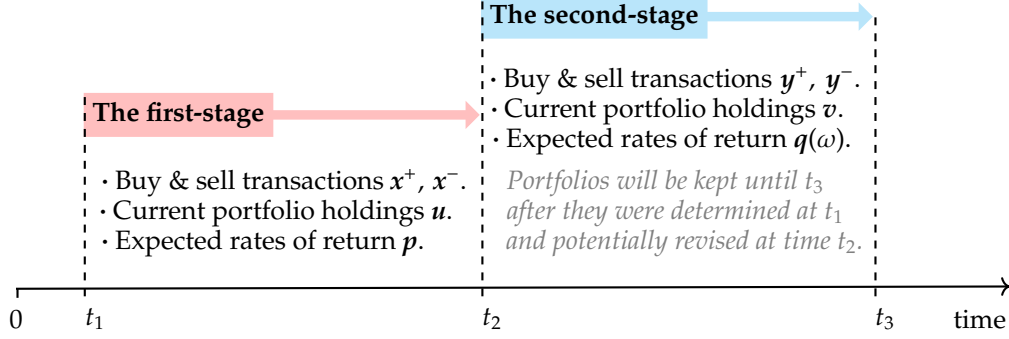 The second-stage
· Buy & sell transactions y⁺, y⁻.
· Current portfolio holdings v.
· Expected rates of return q(ω).
Portfolios will be kept until t₃
after they were determined at t₁
and potentially revised at time t₂.
The first-stage
· Buy & sell transactions x⁺, x⁻.
· Current portfolio holdings u.
· Expected rates of return p.
0 t₁ t₂ t₃ time